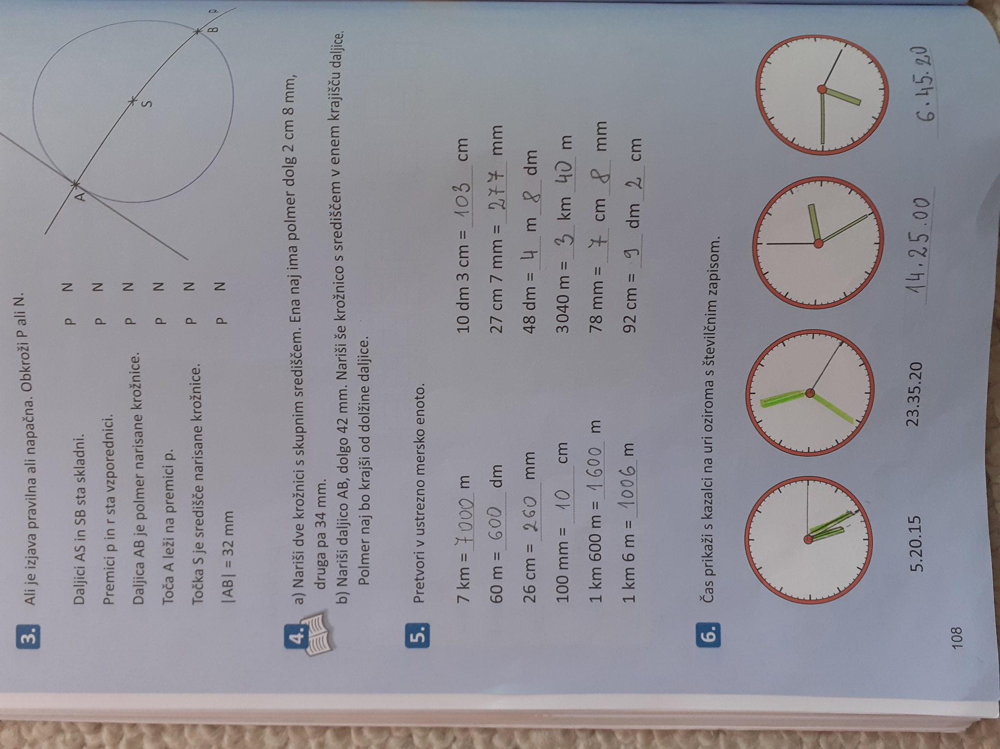 3. Ali je izjava pravilna ali napačna. Obkroži P ali N.
Daljici AS in SB sta skladni. P N
Premici p in r sta vzporednici. P N
Daljica AB je polmer narisane krožnice. P N
Toča A leži na premici p. P N
Točka S je središče narisane krožnice. P N
|AB| = 32 mm P N
A
S
B
p
4. a) Nariši dve krožnici s skupnim središčem. Ena naj ima polmer dolg 2 cm 8 mm,
druga pa 34 mm.
b) Nariši daljico AB, dolgo 42 mm. Nariši še krožnico s središčem v enem krajišču daljice.
Polmer naj bo krajši od dolžine daljice.
5. Pretvori v ustrezno mersko enoto.
7 km = 7000 m 10 dm 3 cm = 103 cm
60 m = 600 dm 27 cm 7 mm = 277 mm
26 cm = 260 mm 48 dm = 4 m 8 dm
100 mm = 10 cm 3040 m = 3 km 40 m
1 km 600 m = 1600 m 78 mm = 7 cm 8 mm
1 km 6 m = 1006 m 92 cm = 9 dm 2 cm
6. Čas prikaži s kazalci na uri oziroma s številčnim zapisom.
5.20.15 23.35.20 14.25.00 6.45.20
108